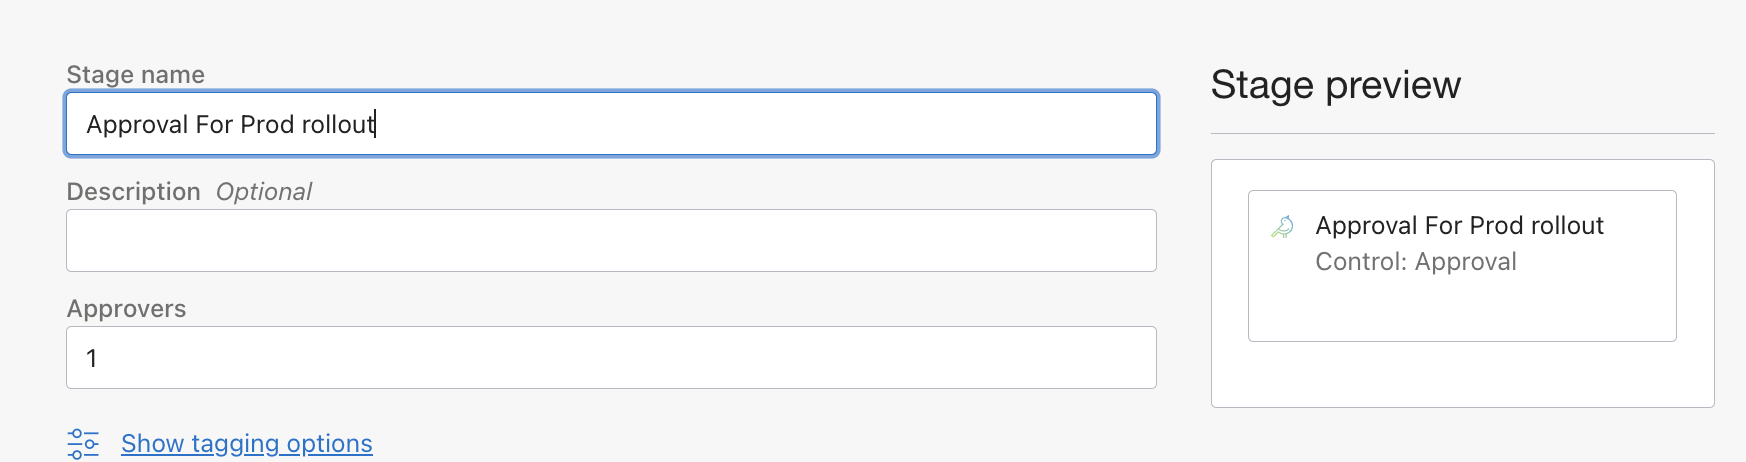 Stage name
Approval For Prod rollout
Description Optional
Approvers
1
Show tagging options
Stage preview
Approval For Prod rollout
Control: Approval